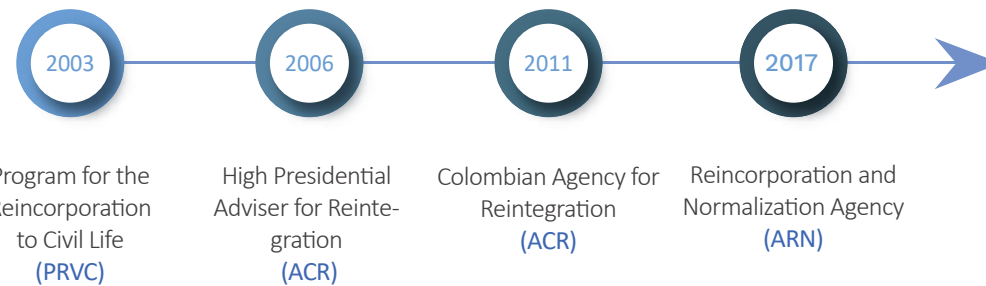 2003
2006
2011
2017
Program for the
Reincorporation
to Civil Life
(PRVC)
High Presidential
Adviser for Reinte-
gration
(ACR)
Colombian Agency for
Reintegration
(ACR)
Reincorporation and
Normalization Agency
(ARN)